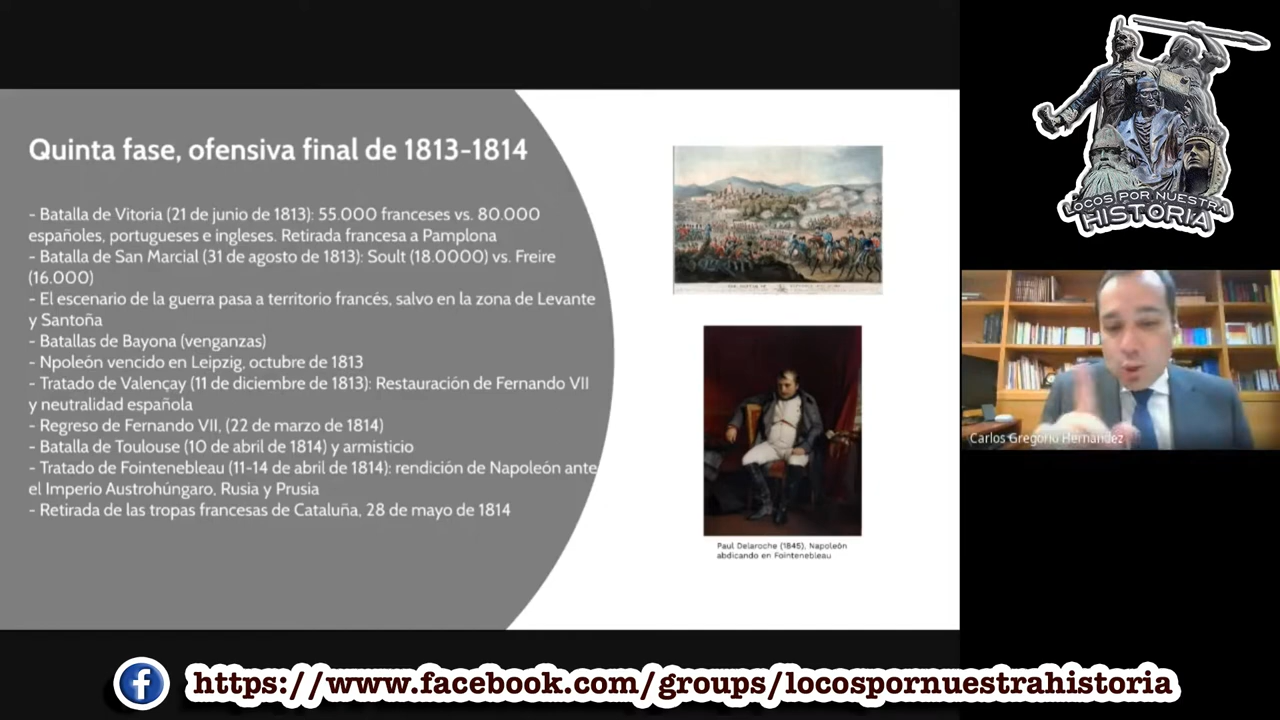 Quinta fase, ofensiva final de 1813-1814
- Batalla de Vitoria (21 de junio de 1813): 55.000 franceses vs. 80.000
españoles, portugueses e ingleses. Retirada francesa a Pamplona
- Batalla de San Marcial (31 de agosto de 1813): Soult (18.0000) vs. Freire
(16.000)
- El escenario de la guerra pasa a territorio francés, salvo en la zona de Levante
y Santoña
- Batallas de Bayona (venganzas)
- Npoleón vencido en Leipzig, octubre de 1813
- Tratado de Valençay (11 de diciembre de 1813): Restauración de Fernando VII
y neutralidad española
- Regreso de Fernando VII, (22 de marzo de 1814)
- Batalla de Toulouse (10 de abril de 1814) y armisticio
- Tratado de Fointenebleau (11-14 de abril de 1814): rendición de Napoleón ante
el Imperio Austrohúngaro, Rusia y Prusia
- Retirada de las tropas francesas de Cataluña, 28 de mayo de 1814
Paul Delaroche (1845), Napoleón
abdicando en Fointenebleau
LOCOS POR NUESTRA
HISTORIA
Carlos Gregorio Hernández
https://www.facebook.com/groups/locospornuestrahistoria